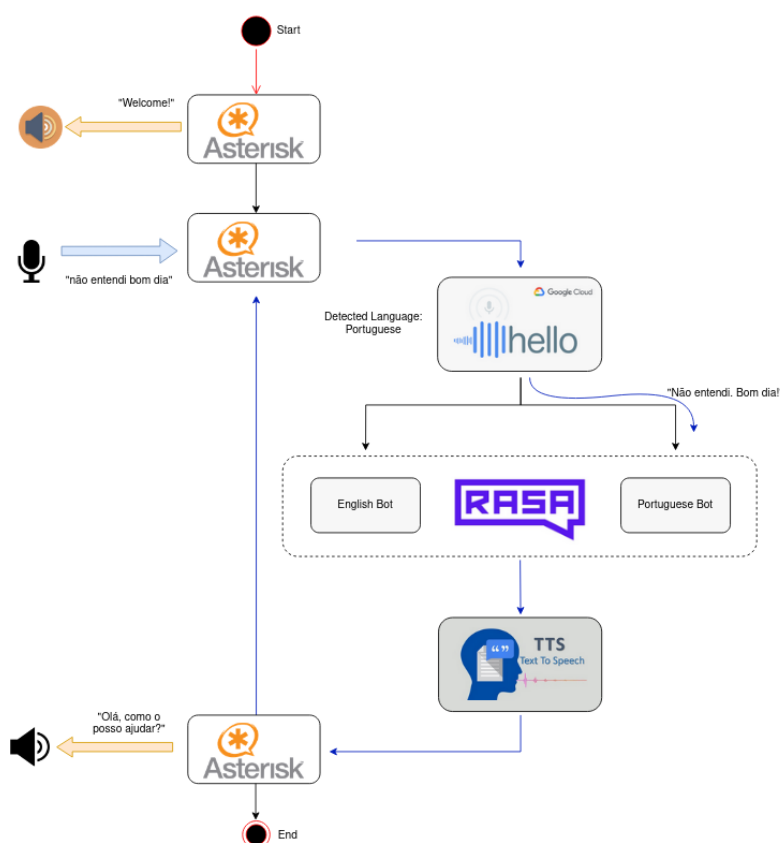 Start
"Welcome!"
Asterisk
Asterisk
"não entendi bom dia"
Google Cloud
Detected Language:
Portuguese
hello
"Não entendi. Bom dia!
English Bot
RASA
Portuguese Bot
TTS
Text To Speech
"Olá, como o
posso ajudar?"
Asterisk
End